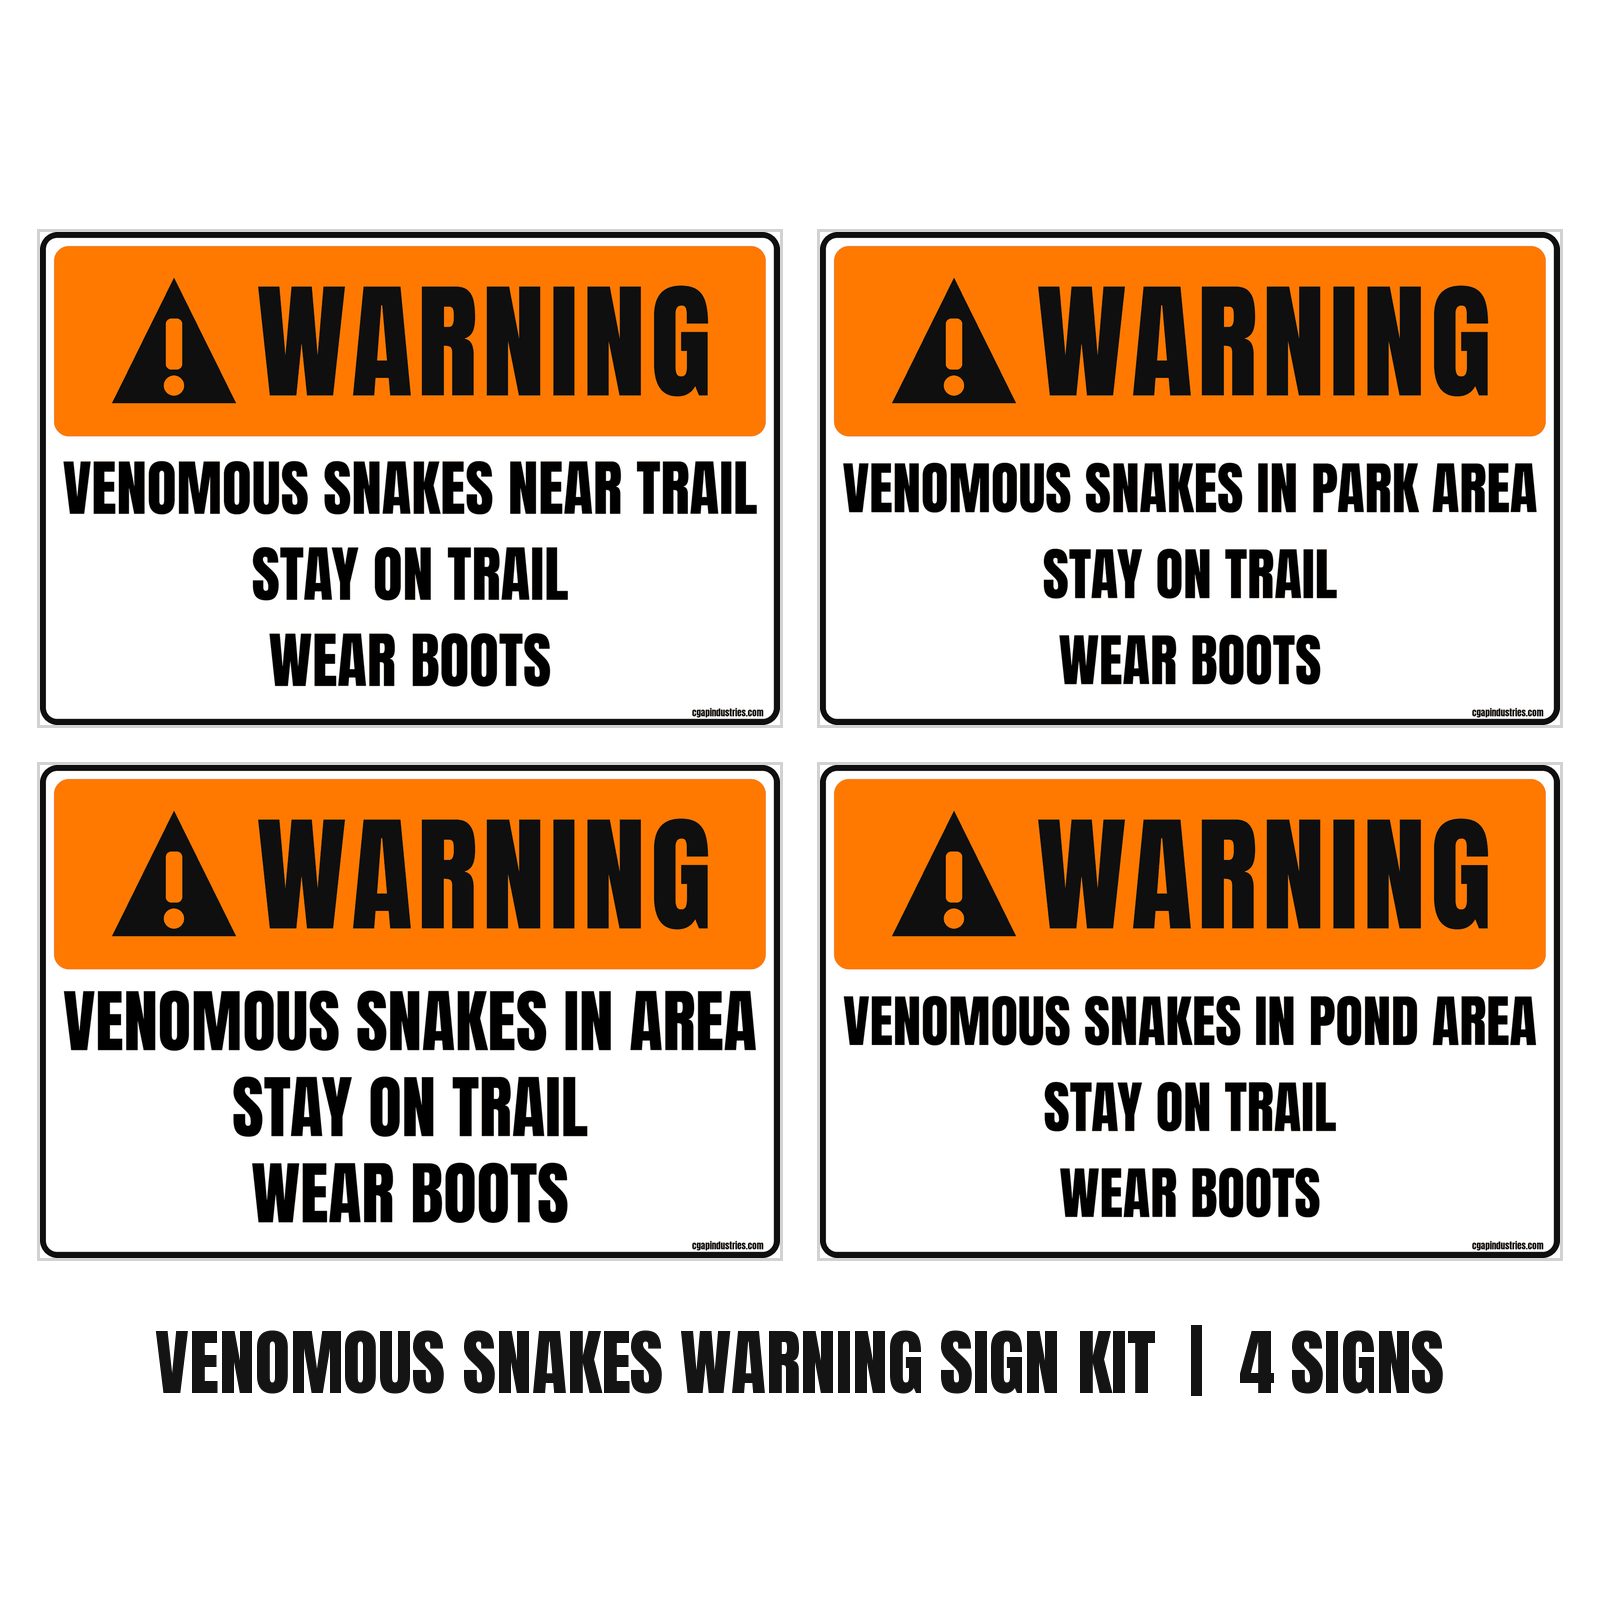 WARNING
VENOMOUS SNAKES NEAR TRAIL
STAY ON TRAIL
WEAR BOOTS
cgapindustries.com
WARNING
VENOMOUS SNAKES IN PARK AREA
STAY ON TRAIL
WEAR BOOTS
cgapindustries.com
WARNING
VENOMOUS SNAKES IN AREA
STAY ON TRAIL
WEAR BOOTS
cgapindustries.com
WARNING
VENOMOUS SNAKES IN POND AREA
STAY ON TRAIL
WEAR BOOTS
cgapindustries.com
VENOMOUS SNAKES WARNING SIGN KIT | 4 SIGNS